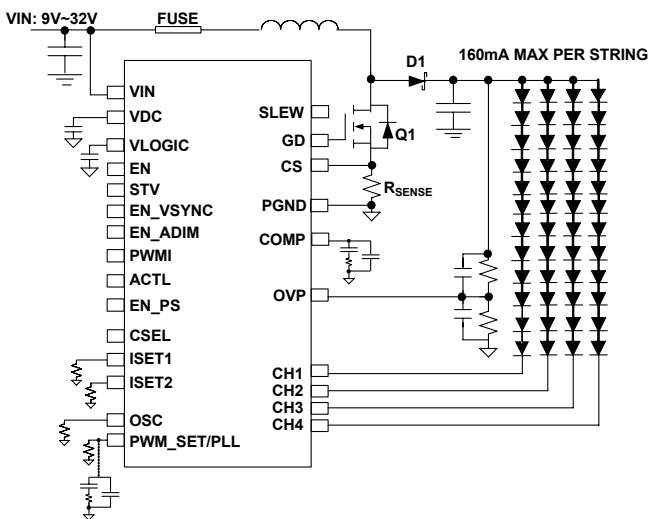 VIN: 9V~32V
FUSE
D1
160mA MAX PER STRING
VIN
VDC
VLOGIC
EN
STV
EN_VSYNC
EN_ADIM
PWMI
ACTL
EN_PS
CSEL
ISET1
ISET2
OSC
PWM_SET/PLL
SLEW
GD
CS
PGND
COMP
OVP
CH1
CH2
CH3
CH4
Q1
RSENSE